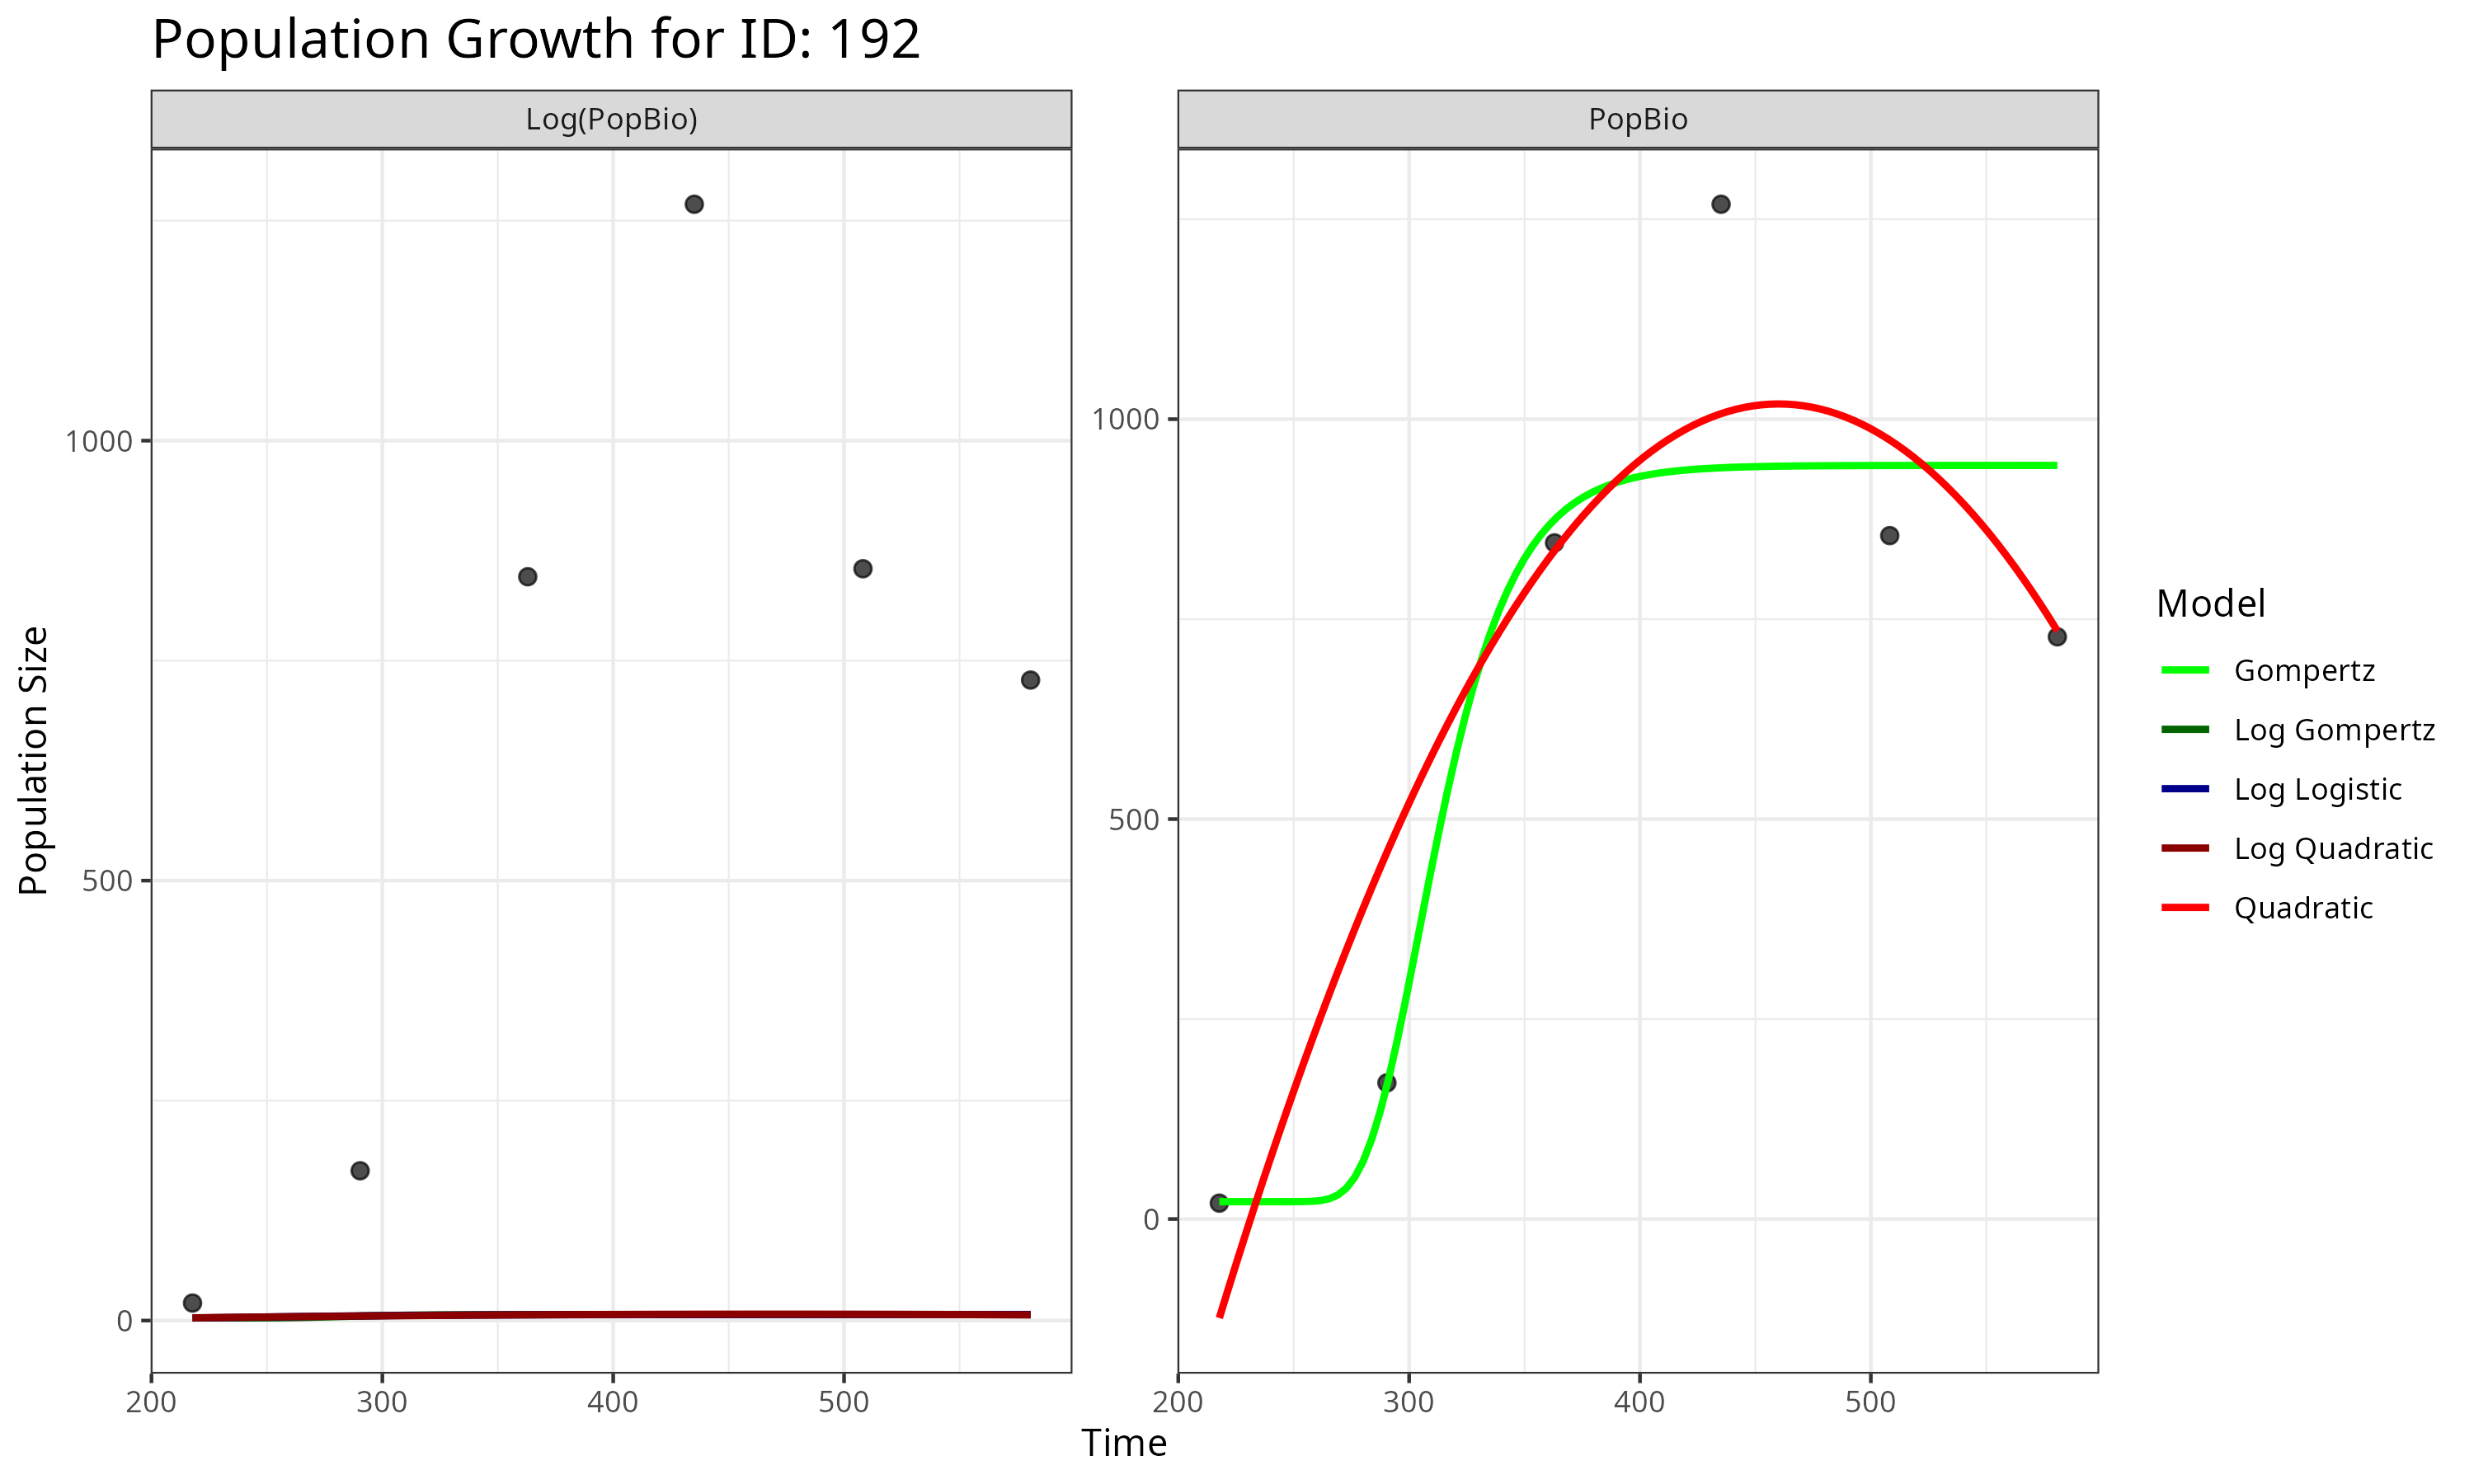 Population Growth for ID: 192
Log(PopBio)
PopBio
Population Size
1000
500
0
1000
500
0
200 300 400 500
200 300 400 500
Time
Model
Gompertz
Log Gompertz
Log Logistic
Log Quadratic
Quadratic